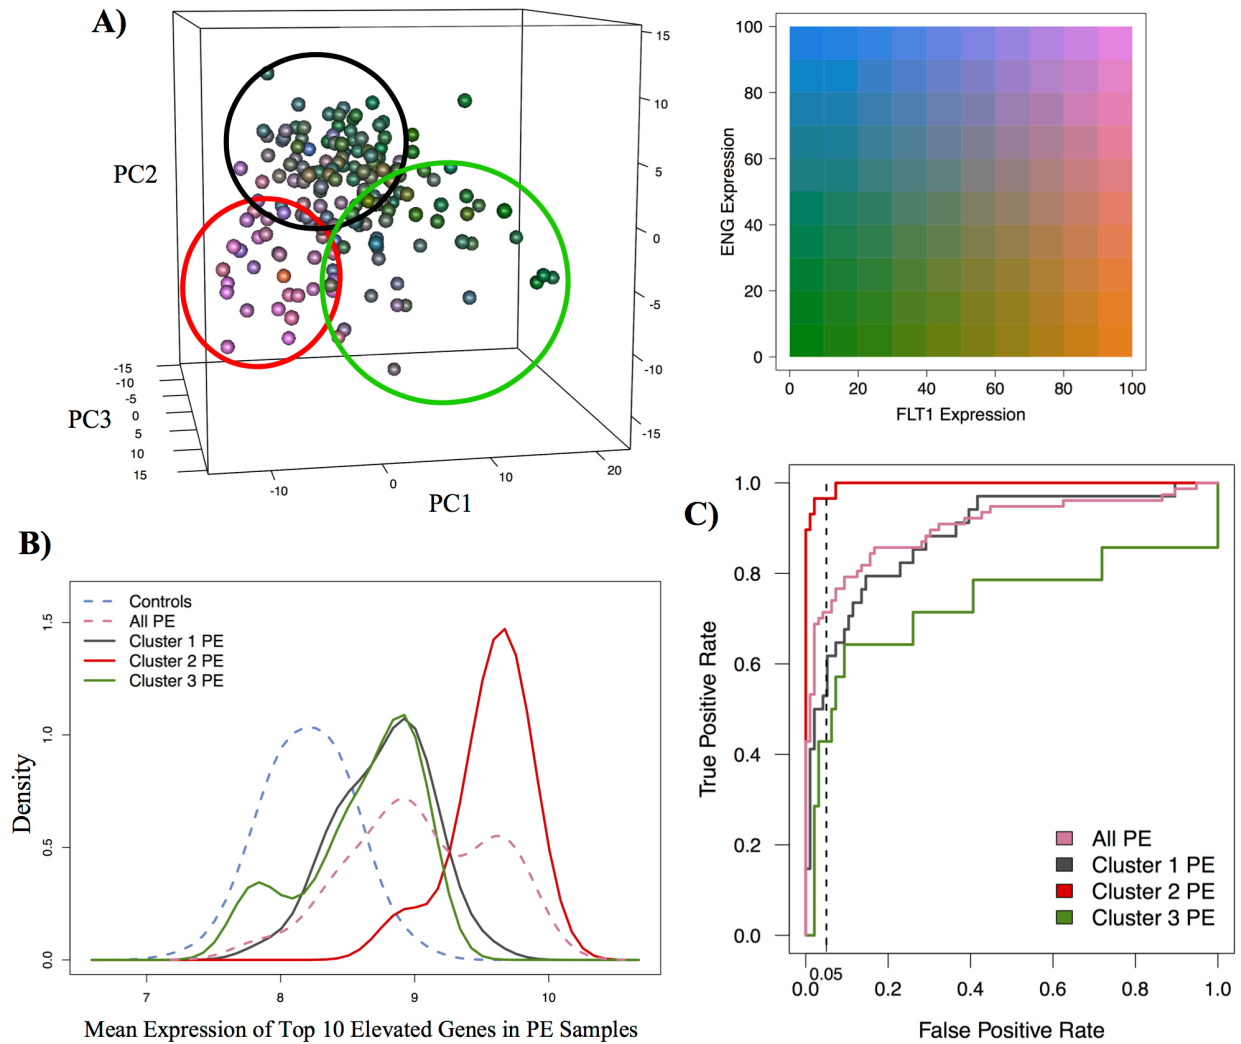 A)
PC2
15
10
5
0
-5
-10
-15
-15
-10
-5
0
5
10
15
PC3
-10
0
10
20
PC1
ENG Expression
100
80
60
40
20
0
0
20
40
60
80
100
FLT1 Expression
B)
Controls
All PE
Cluster 1 PE
Cluster 2 PE
Cluster 3 PE
Density
1.5
1.0
0.5
0.0
7
8
9
10
Mean Expression of Top 10 Elevated Genes in PE Samples
C)
True Positive Rate
1.0
0.8
0.6
0.4
0.2
0.0
All PE
Cluster 1 PE
Cluster 2 PE
Cluster 3 PE
0.05
0.0
0.2
0.4
0.6
0.8
1.0
False Positive Rate